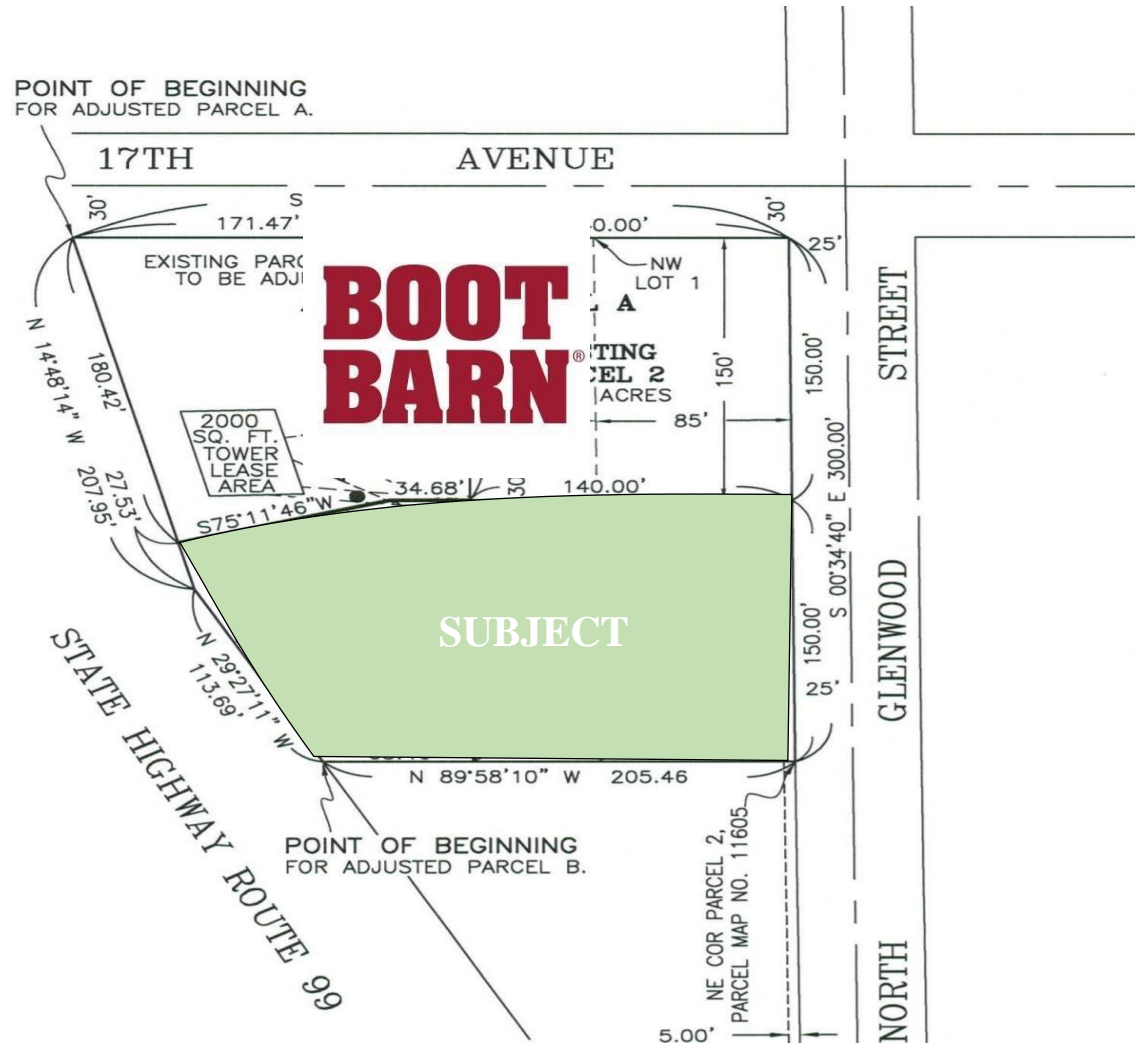 POINT OF BEGINNING
FOR ADJUSTED PARCEL A.
17TH AVENUE
30'
S
171.47'
0.00'
30'
25'
EXISTING PARC
TO BE ADJ
NW
LOT 1
BOOT
BARN®
A
TING
CEL 2
ACRES
150'
85'
150.00'
STREET
N 14°48'14" W 207.95'
180.42'
27.53'
2000
SQ. FT.
TOWER
LEASE
AREA
S75°11'46"W
34.68'
30
140.00'
S 00°34'40" E 300.00'
SUBJECT
150.00'
25'
GLENWOOD
N 29°27'11" W
113.69'
STATE HIGHWAY ROUTE 99
N 89°58'10" W 205.46
POINT OF BEGINNING
FOR ADJUSTED PARCEL B.
NE COR PARCEL 2,
PARCEL MAP NO. 11605
5.00'
NORTH